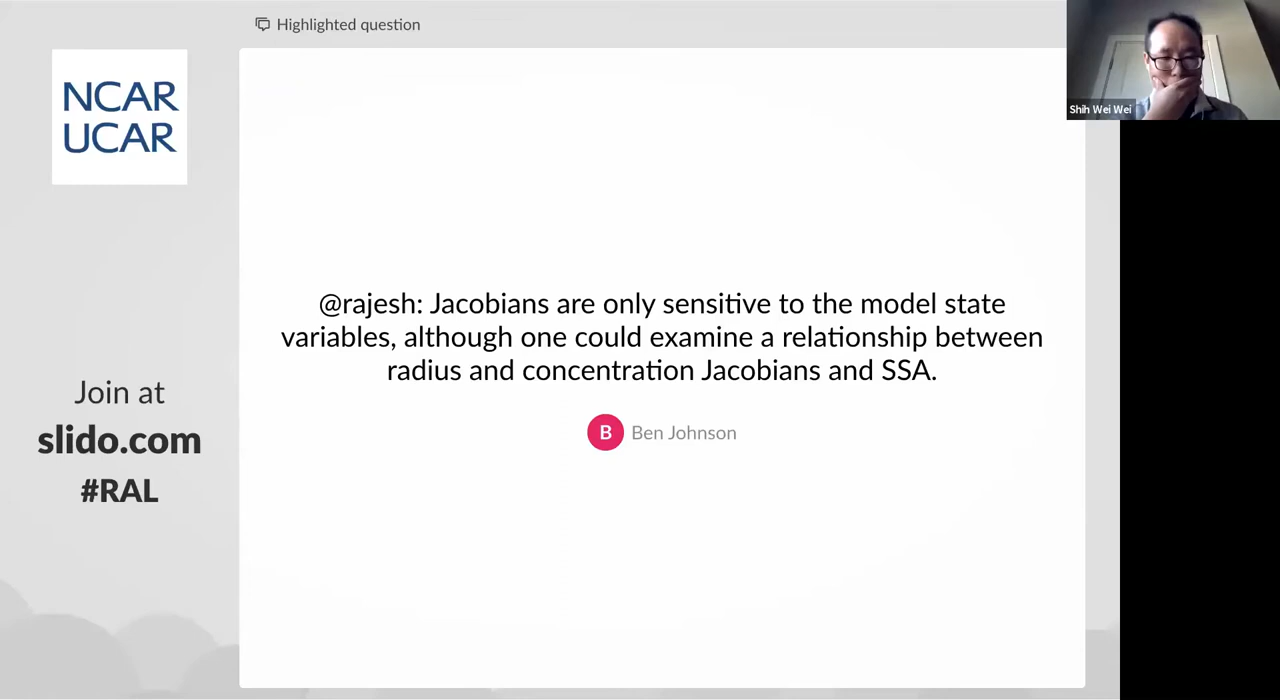 Highlighted question
NCAR
UCAR
Shih Wei Wei
@rajesh: Jacobians are only sensitive to the model state
variables, although one could examine a relationship between
radius and concentration Jacobians and SSA.
B Ben Johnson
Join at
slido.com
#RAL